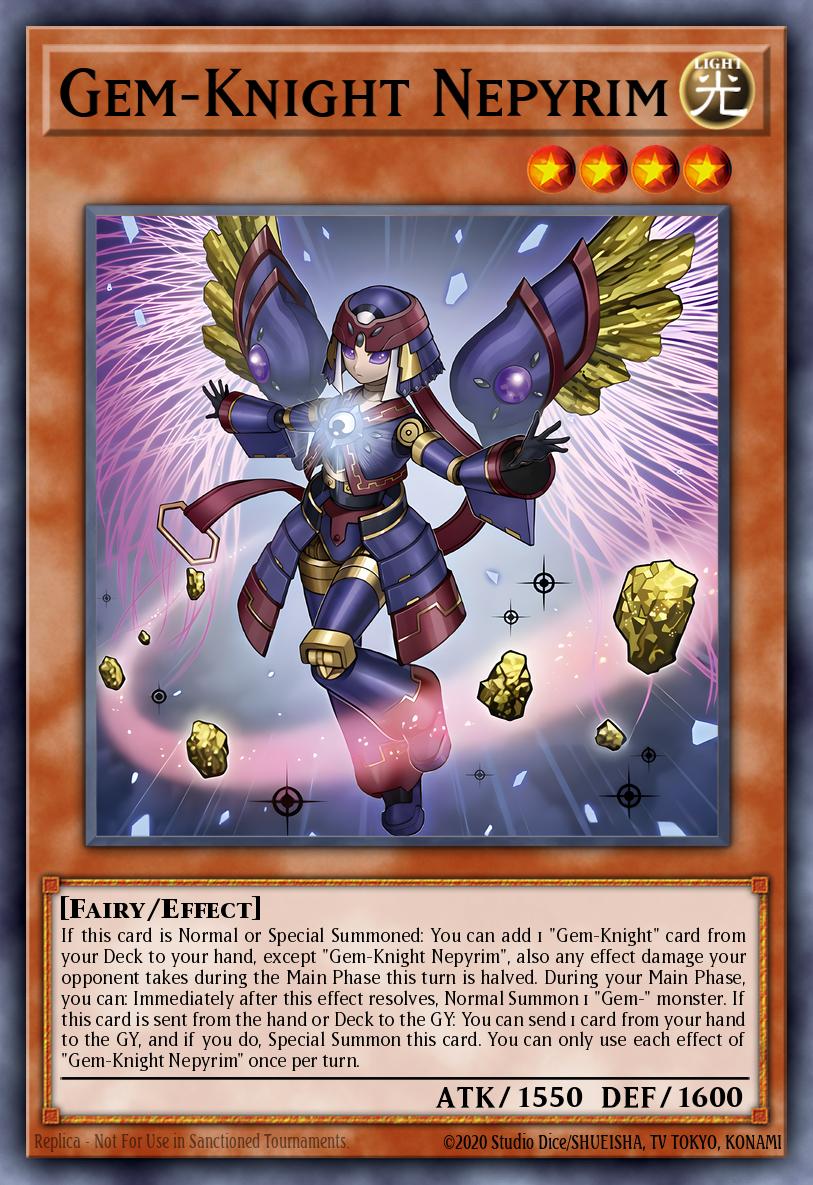 Gem-Knight Nepyrim
LIGHT
光
[Fairy/Effect]
If this card is Normal or Special Summoned: You can add 1 "Gem-Knight" card from
your Deck to your hand, except "Gem-Knight Nepyrim", also any effect damage your
opponent takes during the Main Phase this turn is halved. During your Main Phase,
you can: Immediately after this effect resolves, Normal Summon 1 "Gem-" monster. If
this card is sent from the hand or Deck to the GY: You can send 1 card from your hand
to the GY, and if you do, Special Summon this card. You can only use each effect of
"Gem-Knight Nepyrim" once per turn.
ATK/1550 DEF/1600
Replica - Not For Use in Sanctioned Tournaments.
©2020 Studio Dice/SHUEISHA, TV TOKYO, KONAMI